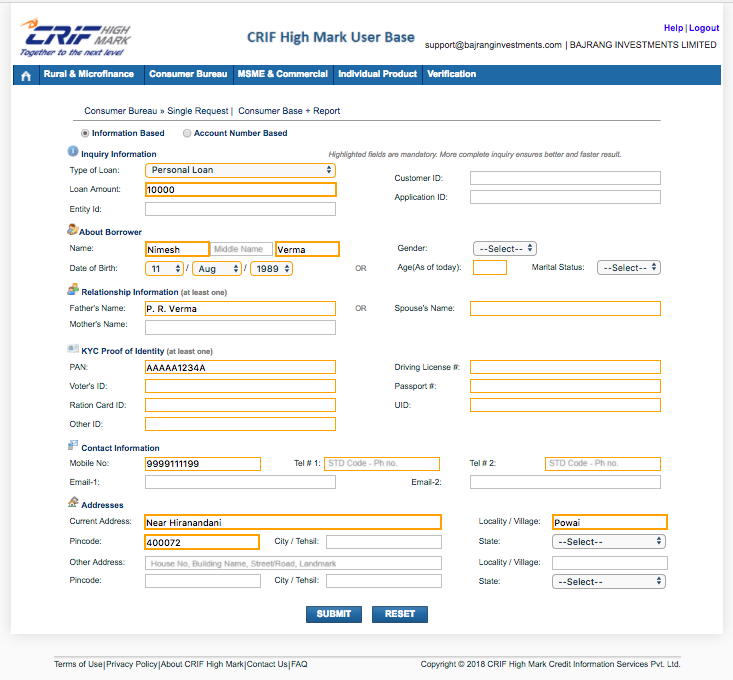 CRIF HIGH MARK
Together to the next level
CRIF High Mark User Base
Help | Logout
support@bajranginvestments.com | BAJRANG INVESTMENTS LIMITED
Rural & Microfinance Consumer Bureau MSME & Commercial Individual Product Verification
Consumer Bureau » Single Request | Consumer Base + Report
Information Based Account Number Based
Inquiry Information Highlighted fields are mandatory. More complete inquiry ensures better and faster result.
Type of Loan: Personal Loan Customer ID:
Loan Amount: 10000 Application ID:
Entity Id:
About Borrower
Name: Nimesh Middle Name Verma Gender: --Select--
Date of Birth: 11 / Aug / 1989 OR Age(As of today): Marital Status: --Select--
Relationship Information (at least one)
Father's Name: P. R. Verma OR Spouse's Name:
Mother's Name:
KYC Proof of Identity (at least one)
PAN: AAAAA1234A Driving License #:
Voter's ID: Passport #:
Ration Card ID: UID:
Other ID:
Contact Information
Mobile No: 9999111199 Tel # 1: STD Code - Ph no. Tel # 2: STD Code - Ph no.
Email-1: Email-2:
Addresses
Current Address: Near Hiranandani Locality / Village: Powai
Pincode: 400072 City / Tehsil: State: --Select--
Other Address: House No, Building Name, Street/Road, Landmark Locality / Village:
Pincode: City / Tehsil: State: --Select--
SUBMIT RESET
Terms of Use|Privacy Policy|About CRIF High Mark|Contact Us|FAQ Copyright © 2018 CRIF High Mark Credit Information Services Pvt. Ltd.